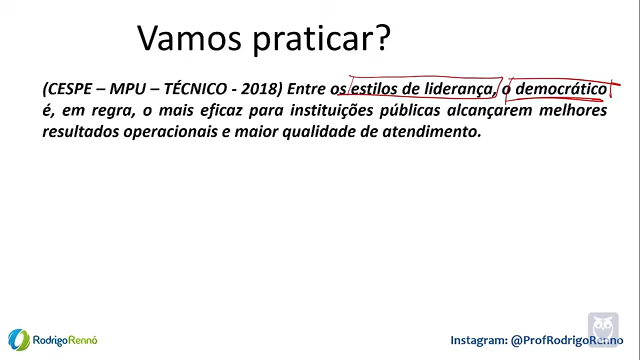 Vamos praticar?
(CESPE – MPU – TÉCNICO - 2018) Entre os estilos de liderança, o democrático
é, em regra, o mais eficaz para instituições públicas alcançarem melhores
resultados operacionais e maior qualidade de atendimento.
RodrigoRennó
Instagram: @ProfRodrigoRenno